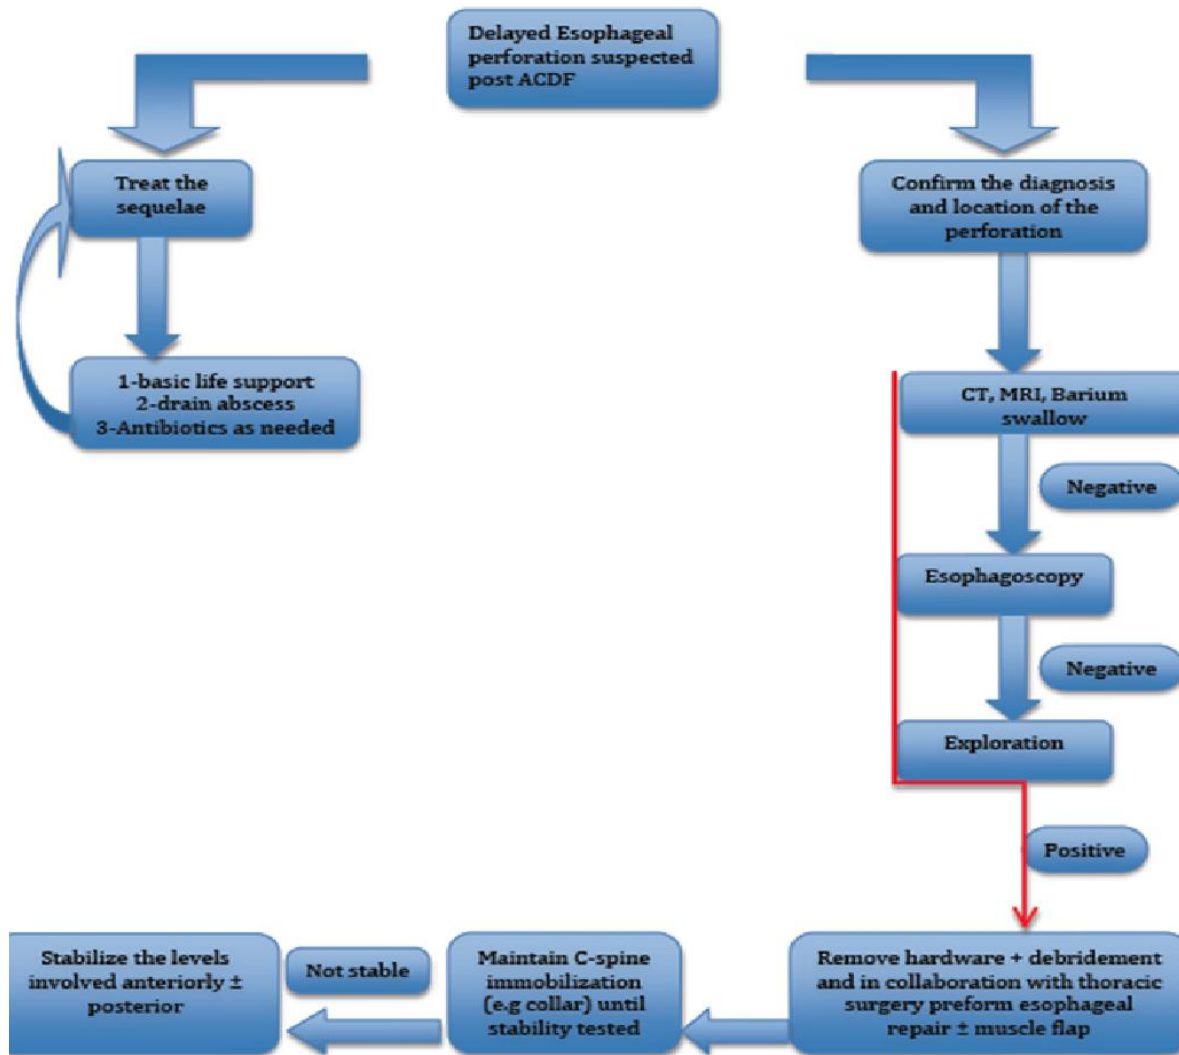 Delayed Esophageal
perforation suspected
post ACDF
Treat the
sequelae
1-basic life support
2-drain abscess
3-Antibiotics as needed
Confirm the diagnosis
and location of the
perforation
CT, MRI, Barium
swallow
Negative
Esophagoscopy
Negative
Exploration
Positive
Remove hardware + debridement
and in collaboration with thoracic
surgery preform esophageal
repair ± muscle flap
Maintain C-spine
immobilization
(e.g collar) until
stability tested
Not stable
Stabilize the levels
involved anteriorly ±
posterior